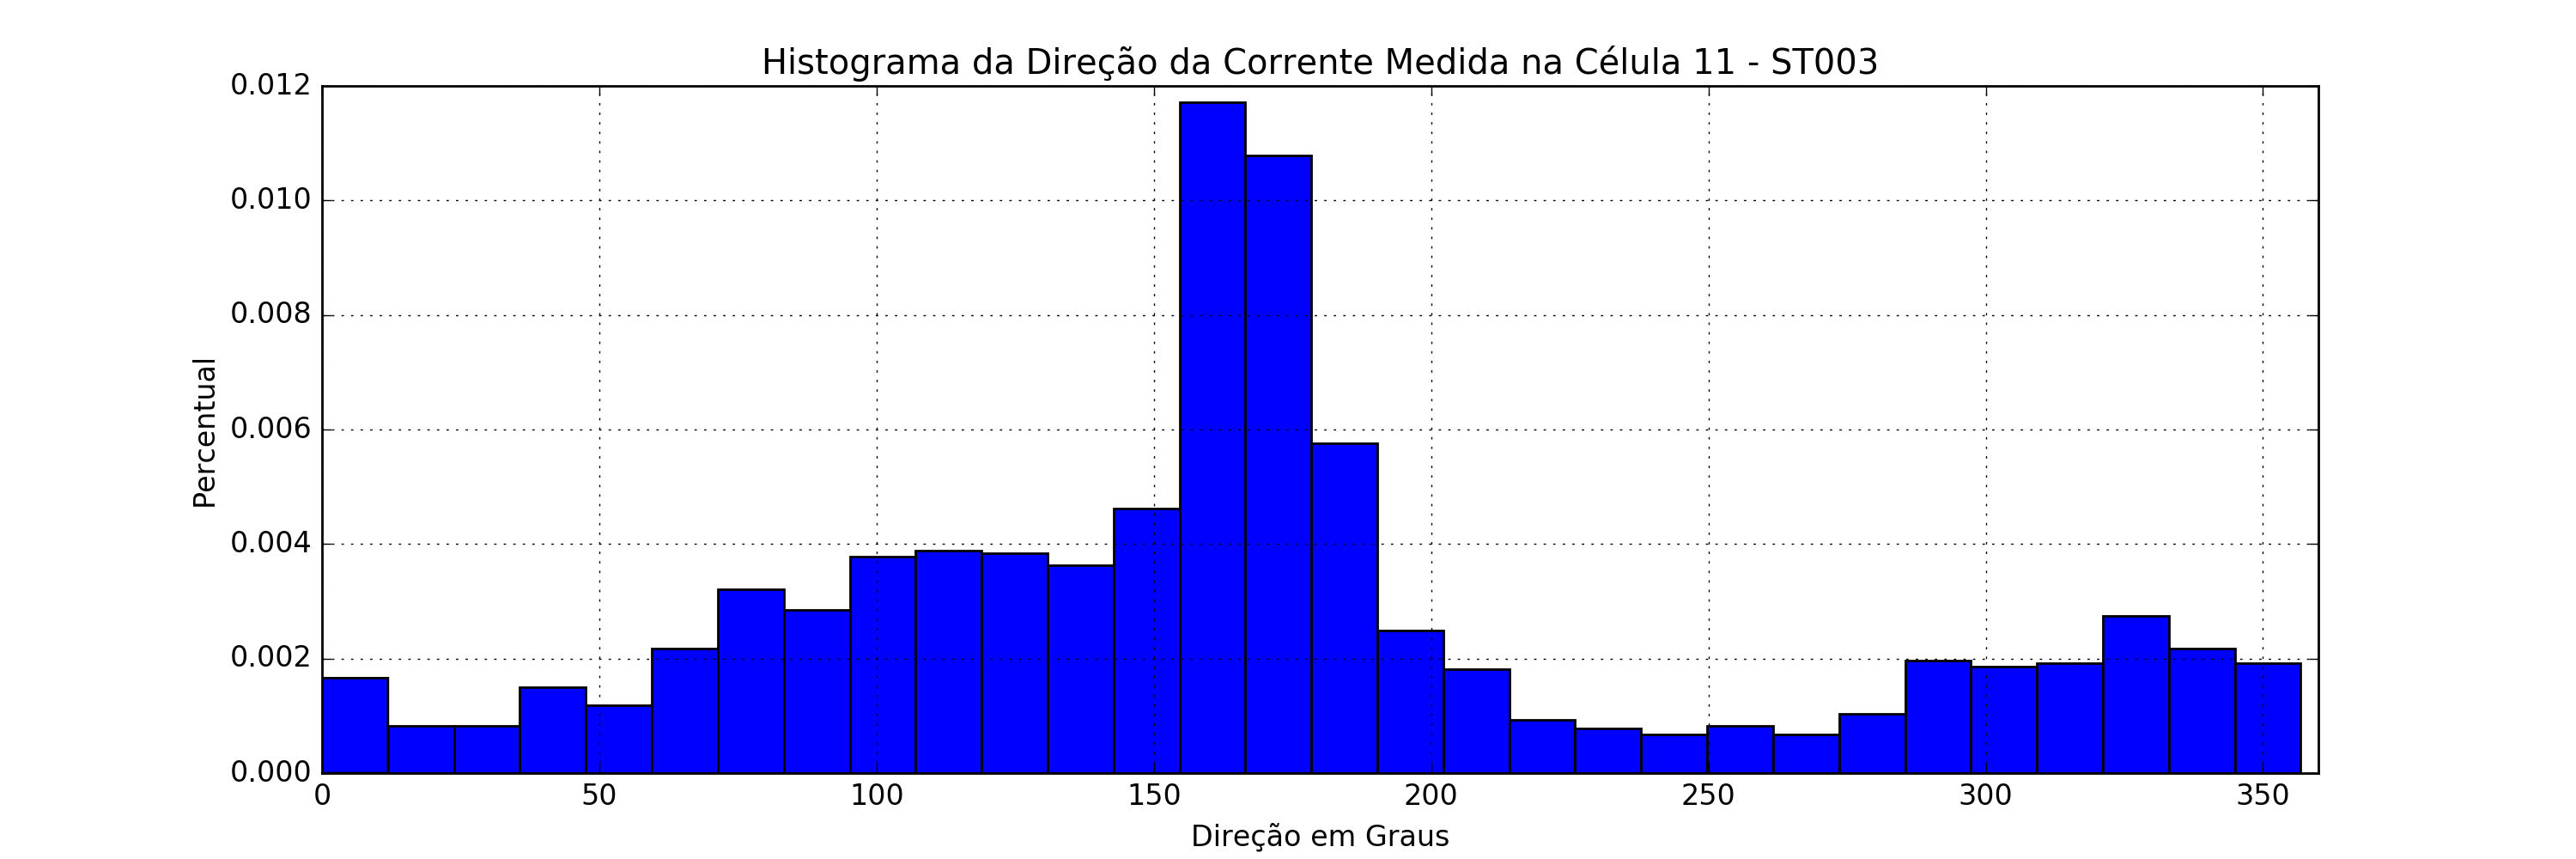 Histograma da Direção da Corrente Medida na Célula 11 - ST003
0.012
0.010
0.008
0.006
0.004
0.002
0.000
Percentual
0 50 100 150 200 250 300 350
Direção em Graus